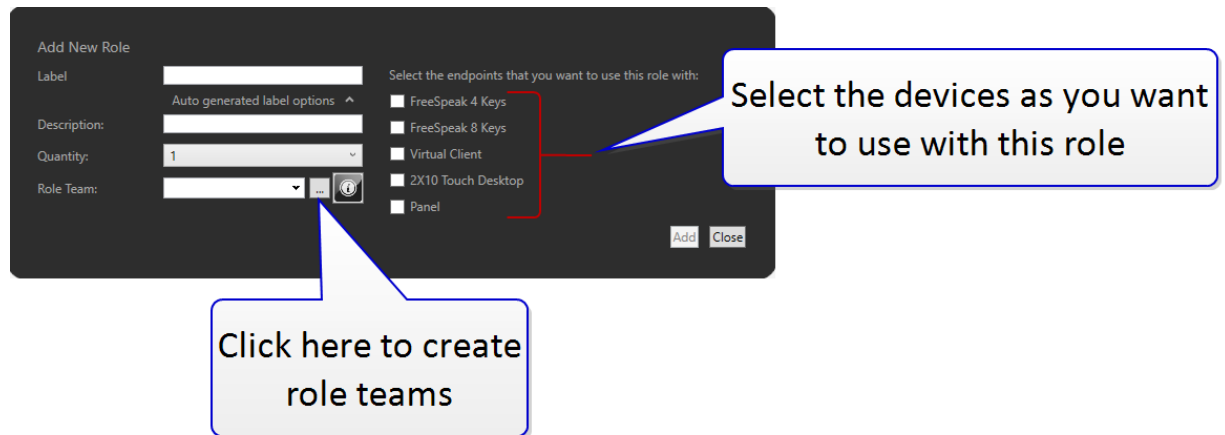 Add New Role
Label
Auto generated label options
Description:
Quantity:
1
Role Team:
...
Select the endpoints that you want to use this role with:
FreeSpeak 4 Keys
FreeSpeak 8 Keys
Virtual Client
2X10 Touch Desktop
Panel
Add Close
Select the devices as you want
to use with this role
Click here to create
role teams